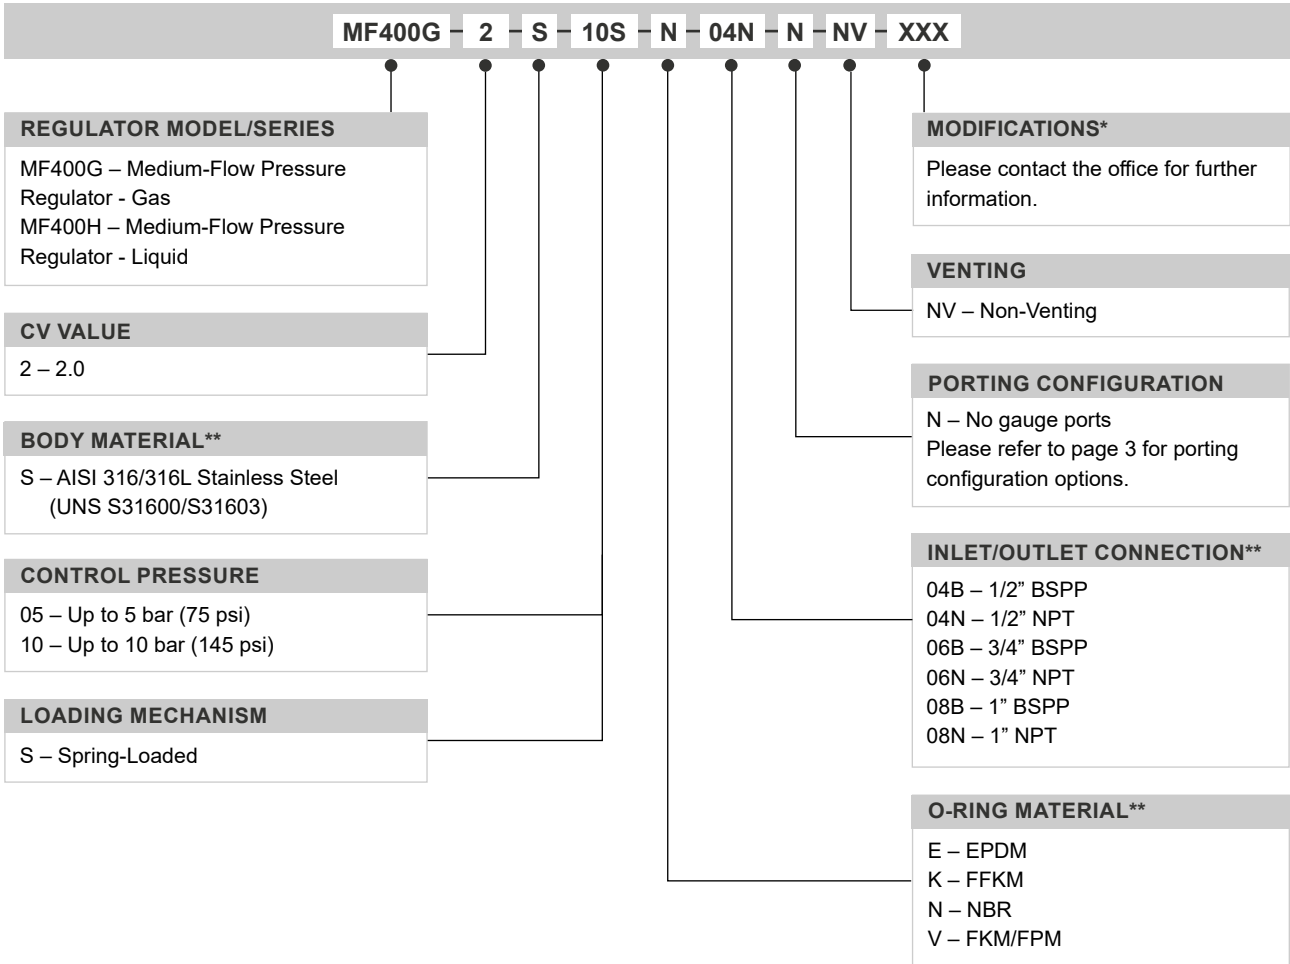 MF400G - 2 - S - 10S - N - 04N - N - NV - XXX
REGULATOR MODEL/SERIES
MF400G – Medium-Flow Pressure
Regulator - Gas
MF400H – Medium-Flow Pressure
Regulator - Liquid
CV VALUE
2 – 2.0
BODY MATERIAL**
S – AISI 316/316L Stainless Steel
(UNS S31600/S31603)
CONTROL PRESSURE
05 – Up to 5 bar (75 psi)
10 – Up to 10 bar (145 psi)
LOADING MECHANISM
S – Spring-Loaded
MODIFICATIONS*
Please contact the office for further
information.
VENTING
NV – Non-Venting
PORTING CONFIGURATION
N – No gauge ports
Please refer to page 3 for porting
configuration options.
INLET/OUTLET CONNECTION**
04B – 1/2” BSPP
04N – 1/2” NPT
06B – 3/4” BSPP
06N – 3/4” NPT
08B – 1” BSPP
08N – 1” NPT
O-RING MATERIAL**
E – EPDM
K – FFKM
N – NBR
V – FKM/FPM